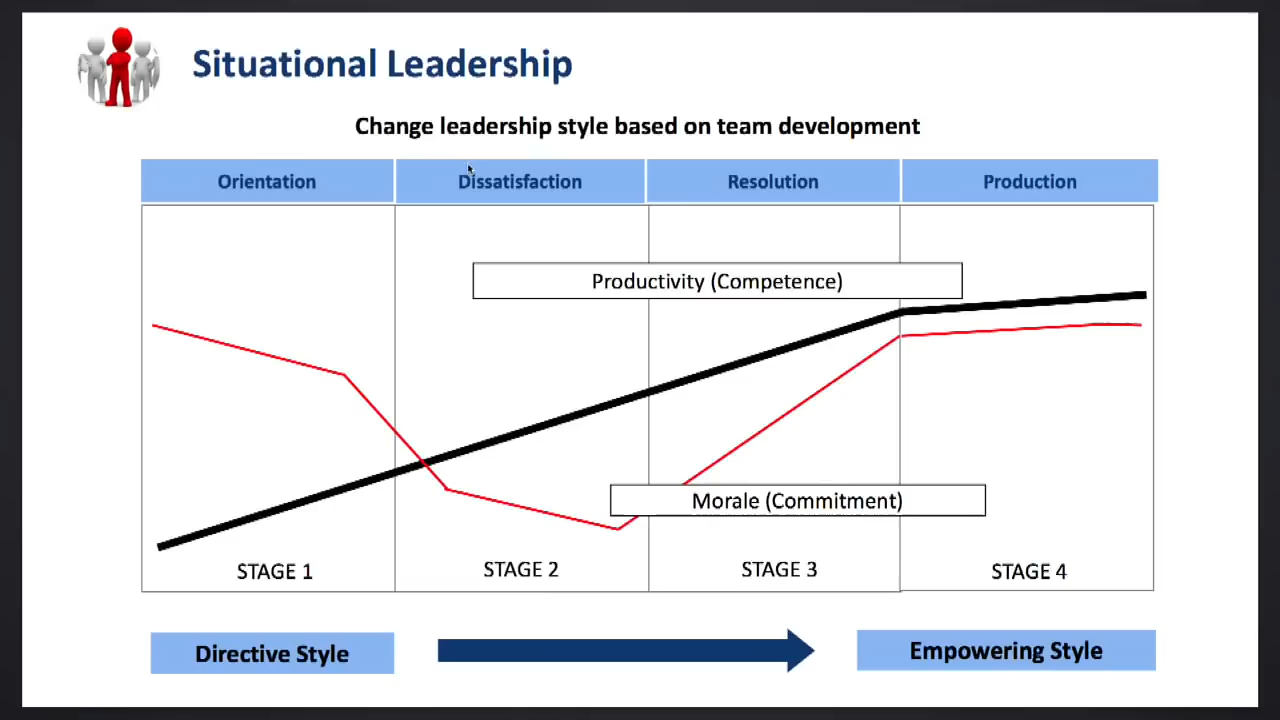 Situational Leadership
Change leadership style based on team development
Orientation
Dissatisfaction
Resolution
Production
Productivity (Competence)
Morale (Commitment)
STAGE 1
STAGE 2
STAGE 3
STAGE 4
Directive Style
Empowering Style